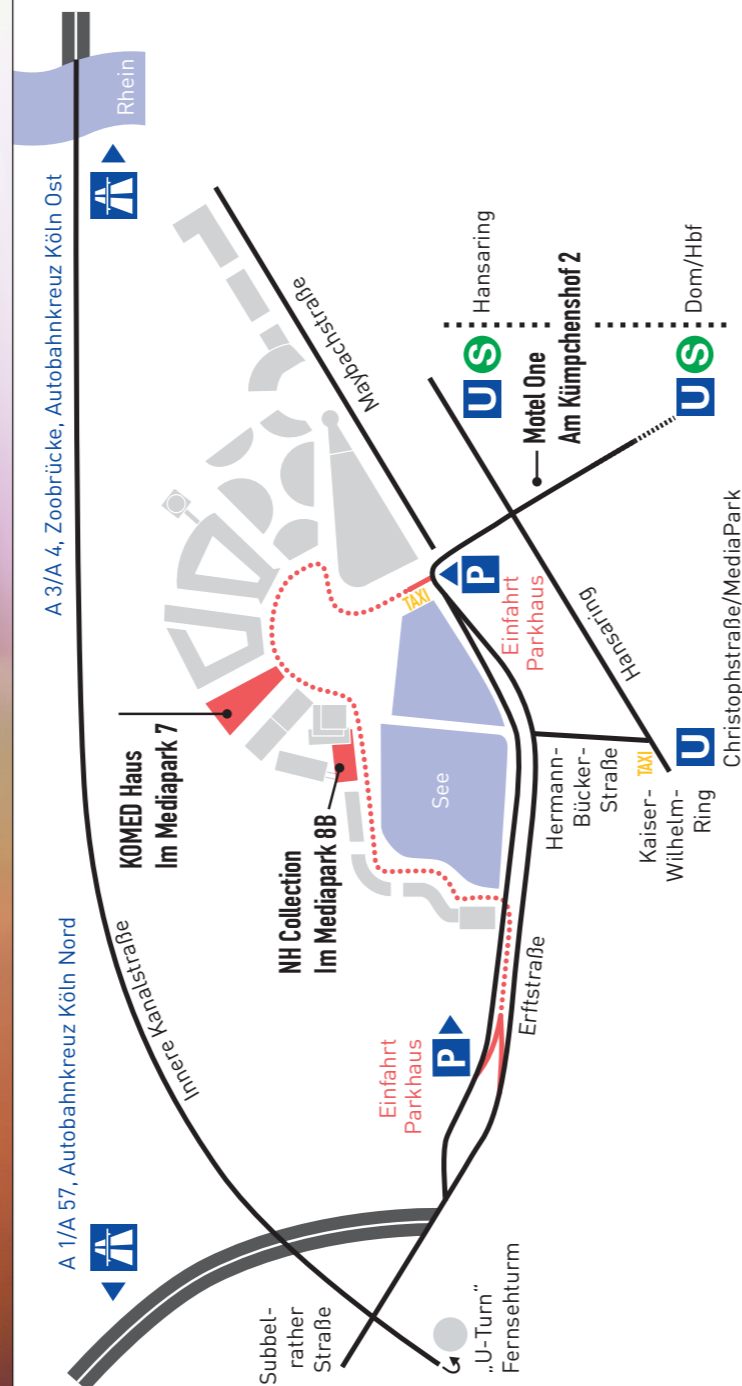 A 1/A 57, Autobahnkreuz Köln Nord
A 3/A 4, Zoobrücke, Autobahnkreuz Köln Ost
Rhein
Innere Kanalstraße
KOMED Haus
Im Mediapark 7
NH Collection
Im Mediapark 8B
Maybachstraße
Subbel-
rather
Straße
„U-Turn“
Fernsehturm
Einfahrt
Parkhaus
P
Erftstraße
See
TAXI
P
Einfahrt
Parkhaus
Hermann-
Bücker-
Straße
Hansaring
Kaiser-
Wilhelm-
Ring
TAXI
U
Christophstraße/MediaPark
U S Hansaring
Motel One
Am Kümpchenshof 2
U S Dom/Hbf